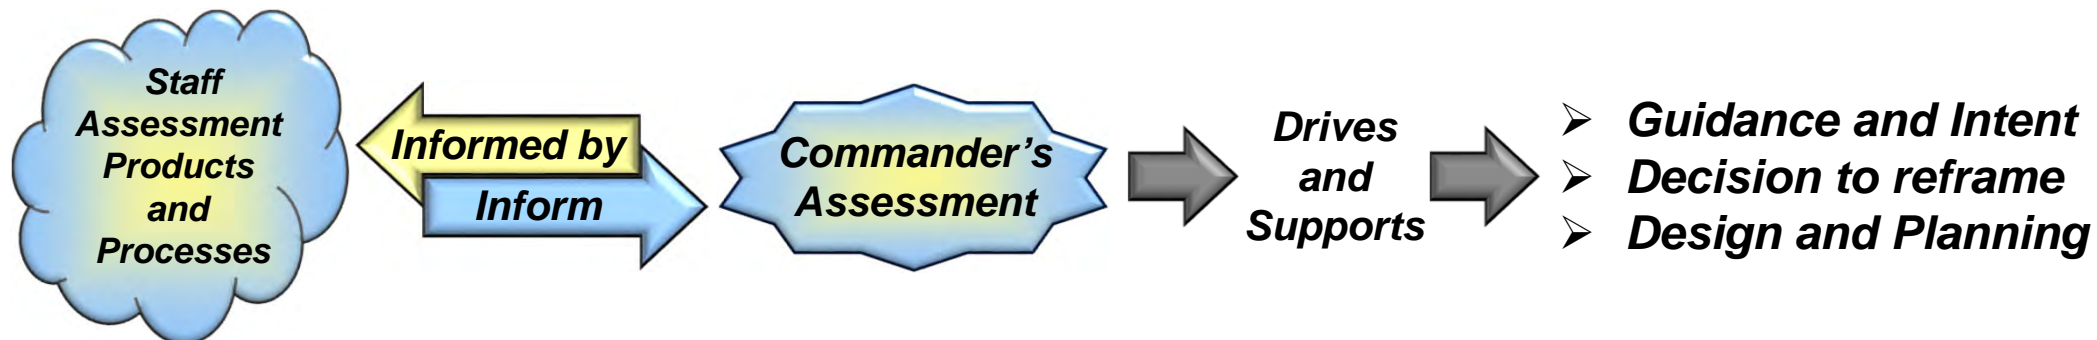 Staff
Assessment
Products
and
Processes
Informed by
Inform
Commander's
Assessment
Drives
and
Supports
➢ Guidance and Intent
➢ Decision to reframe
➢ Design and Planning